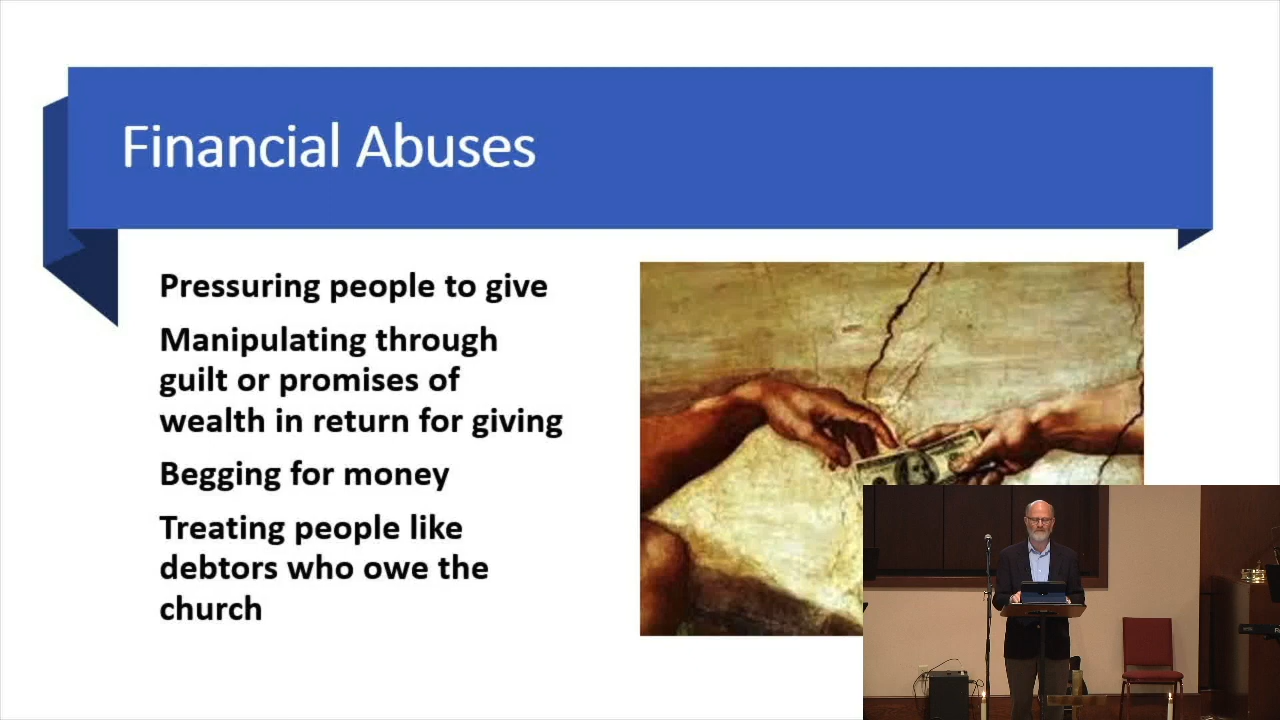 Financial Abuses
Pressuring people to give
Manipulating through
guilt or promises of
wealth in return for giving
Begging for money
Treating people like
debtors who owe the
church